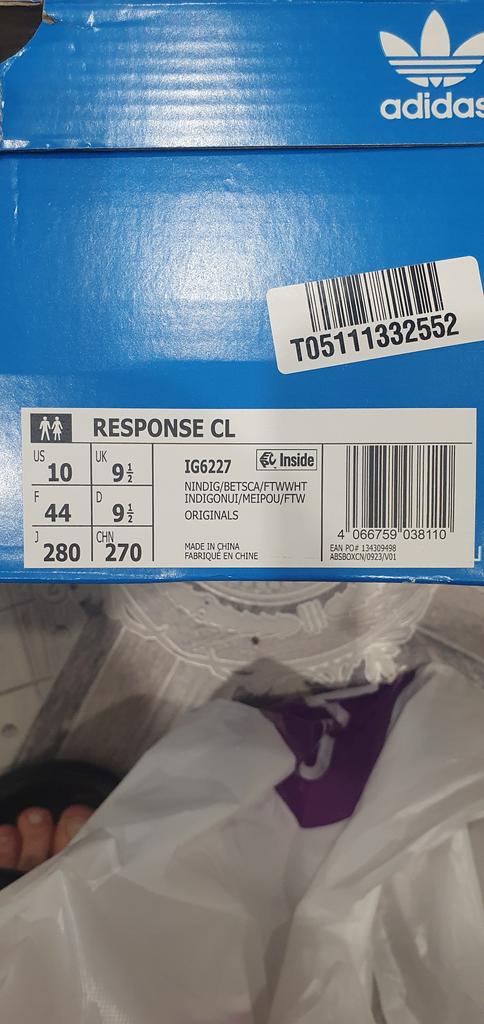 adidas
T05111332552
RESPONSE CL
US 10
UK 9½
F 44
D 9½
J 280
CHN 270
IG6227
Inside
NINDIG/BETSCA/FTWWHT
INDIGONUI/MEIPOU/FTW
ORIGINALS
MADE IN CHINA
FABRIQUÉ EN CHINE
4 066759 038110
EAN PO# 134309498
ABSBOXCN/0923/V01